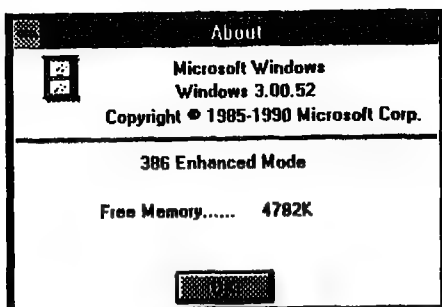 About
Microsoft Windows
Windows 3.00.52
Copyright © 1985-1990 Microsoft Corp.
386 Enhanced Mode
Free Memory...... 4782K